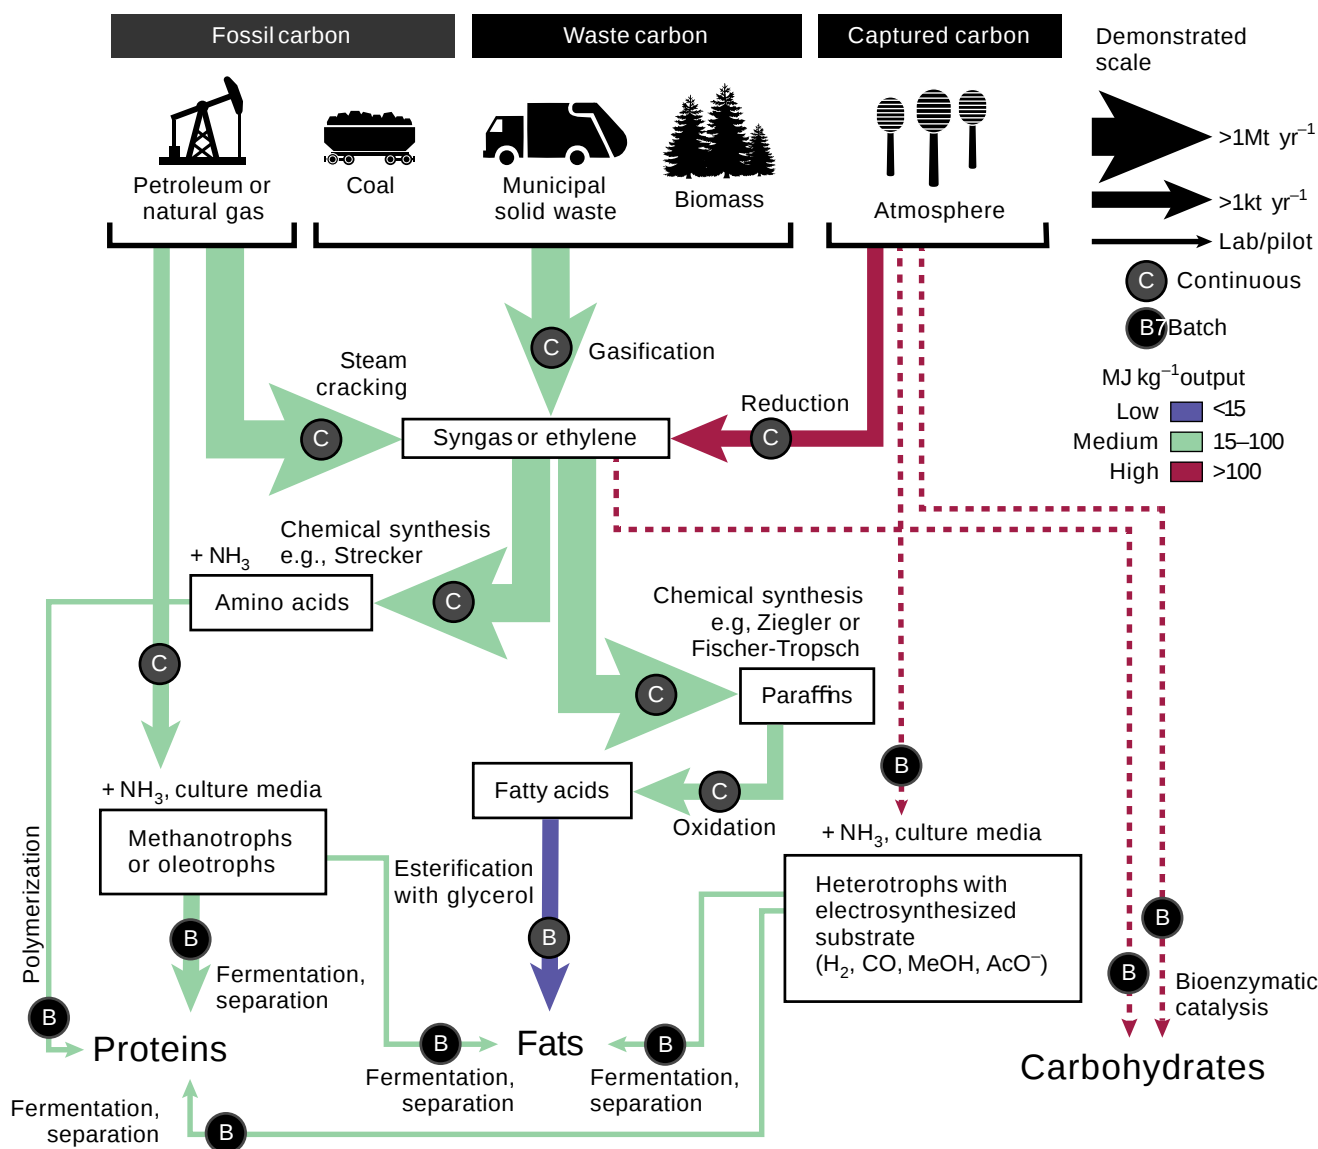 Fossil carbon
Waste carbon
Captured carbon
Demonstrated
scale
>1Mt yr⁻¹
>1kt yr⁻¹
Lab/pilot
C
Continuous
B7Batch
MJ kg⁻¹output
Low
<15
Medium
15–100
High
>100
Petroleum or
natural gas
Coal
Municipal
solid waste
Biomass
Atmosphere
Steam
cracking
C
C
Gasification
Reduction
C
Syngas or ethylene
Chemical synthesis
e.g., Strecker
+ NH₃
Amino acids
C
C
Chemical synthesis
e.g, Ziegler or
Fischer-Tropsch
C
Paraffins
B
+ NH₃, culture media
Methanotrophs
or oleotrophs
Fatty acids
C
Oxidation
+ NH₃, culture media
Heterotrophs with
electrosynthesized
substrate
(H₂, CO, MeOH, AcO⁻)
Polymerization
Esterification
with glycerol
B
B
B
B
Fermentation,
separation
Bioenzymatic
catalysis
B
Proteins
B
Fats
B
Carbohydrates
Fermentation,
separation
Fermentation,
separation
Fermentation,
separation
B